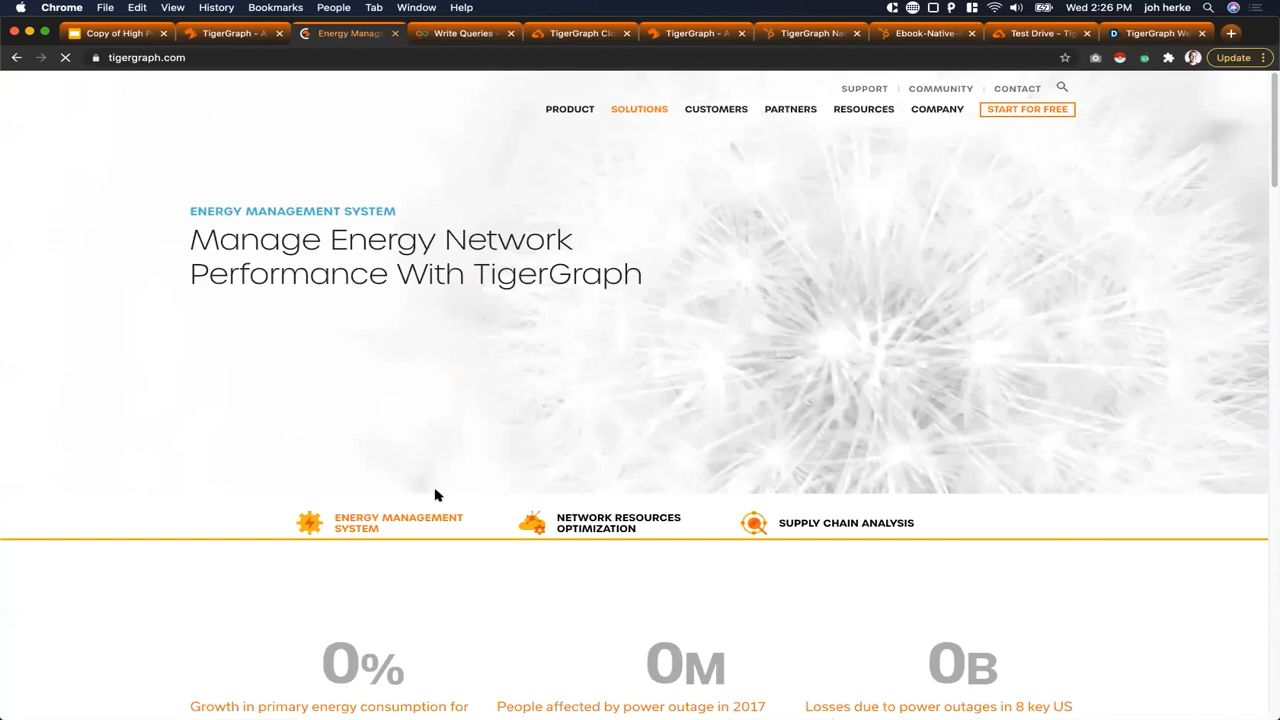 Chrome File Edit View History Bookmarks People Tab Window Help
Wed 2:26 PM joh herke
Copy of High P
TigerGraph - A
Energy Manag
Write Queries -
TigerGraph Clo
TigerGraph - A
TigerGraph Na
Ebook-Native-
Test Drive - Tig
TigerGraph We
tigergraph.com
Update
SUPPORT COMMUNITY CONTACT
PRODUCT SOLUTIONS CUSTOMERS PARTNERS RESOURCES COMPANY START FOR FREE
ENERGY MANAGEMENT SYSTEM
Manage Energy Network
Performance With TigerGraph
ENERGY MANAGEMENT
SYSTEM
NETWORK RESOURCES
OPTIMIZATION
SUPPLY CHAIN ANALYSIS
0%
Growth in primary energy consumption for
0M
People affected by power outage in 2017
0B
Losses due to power outages in 8 key US